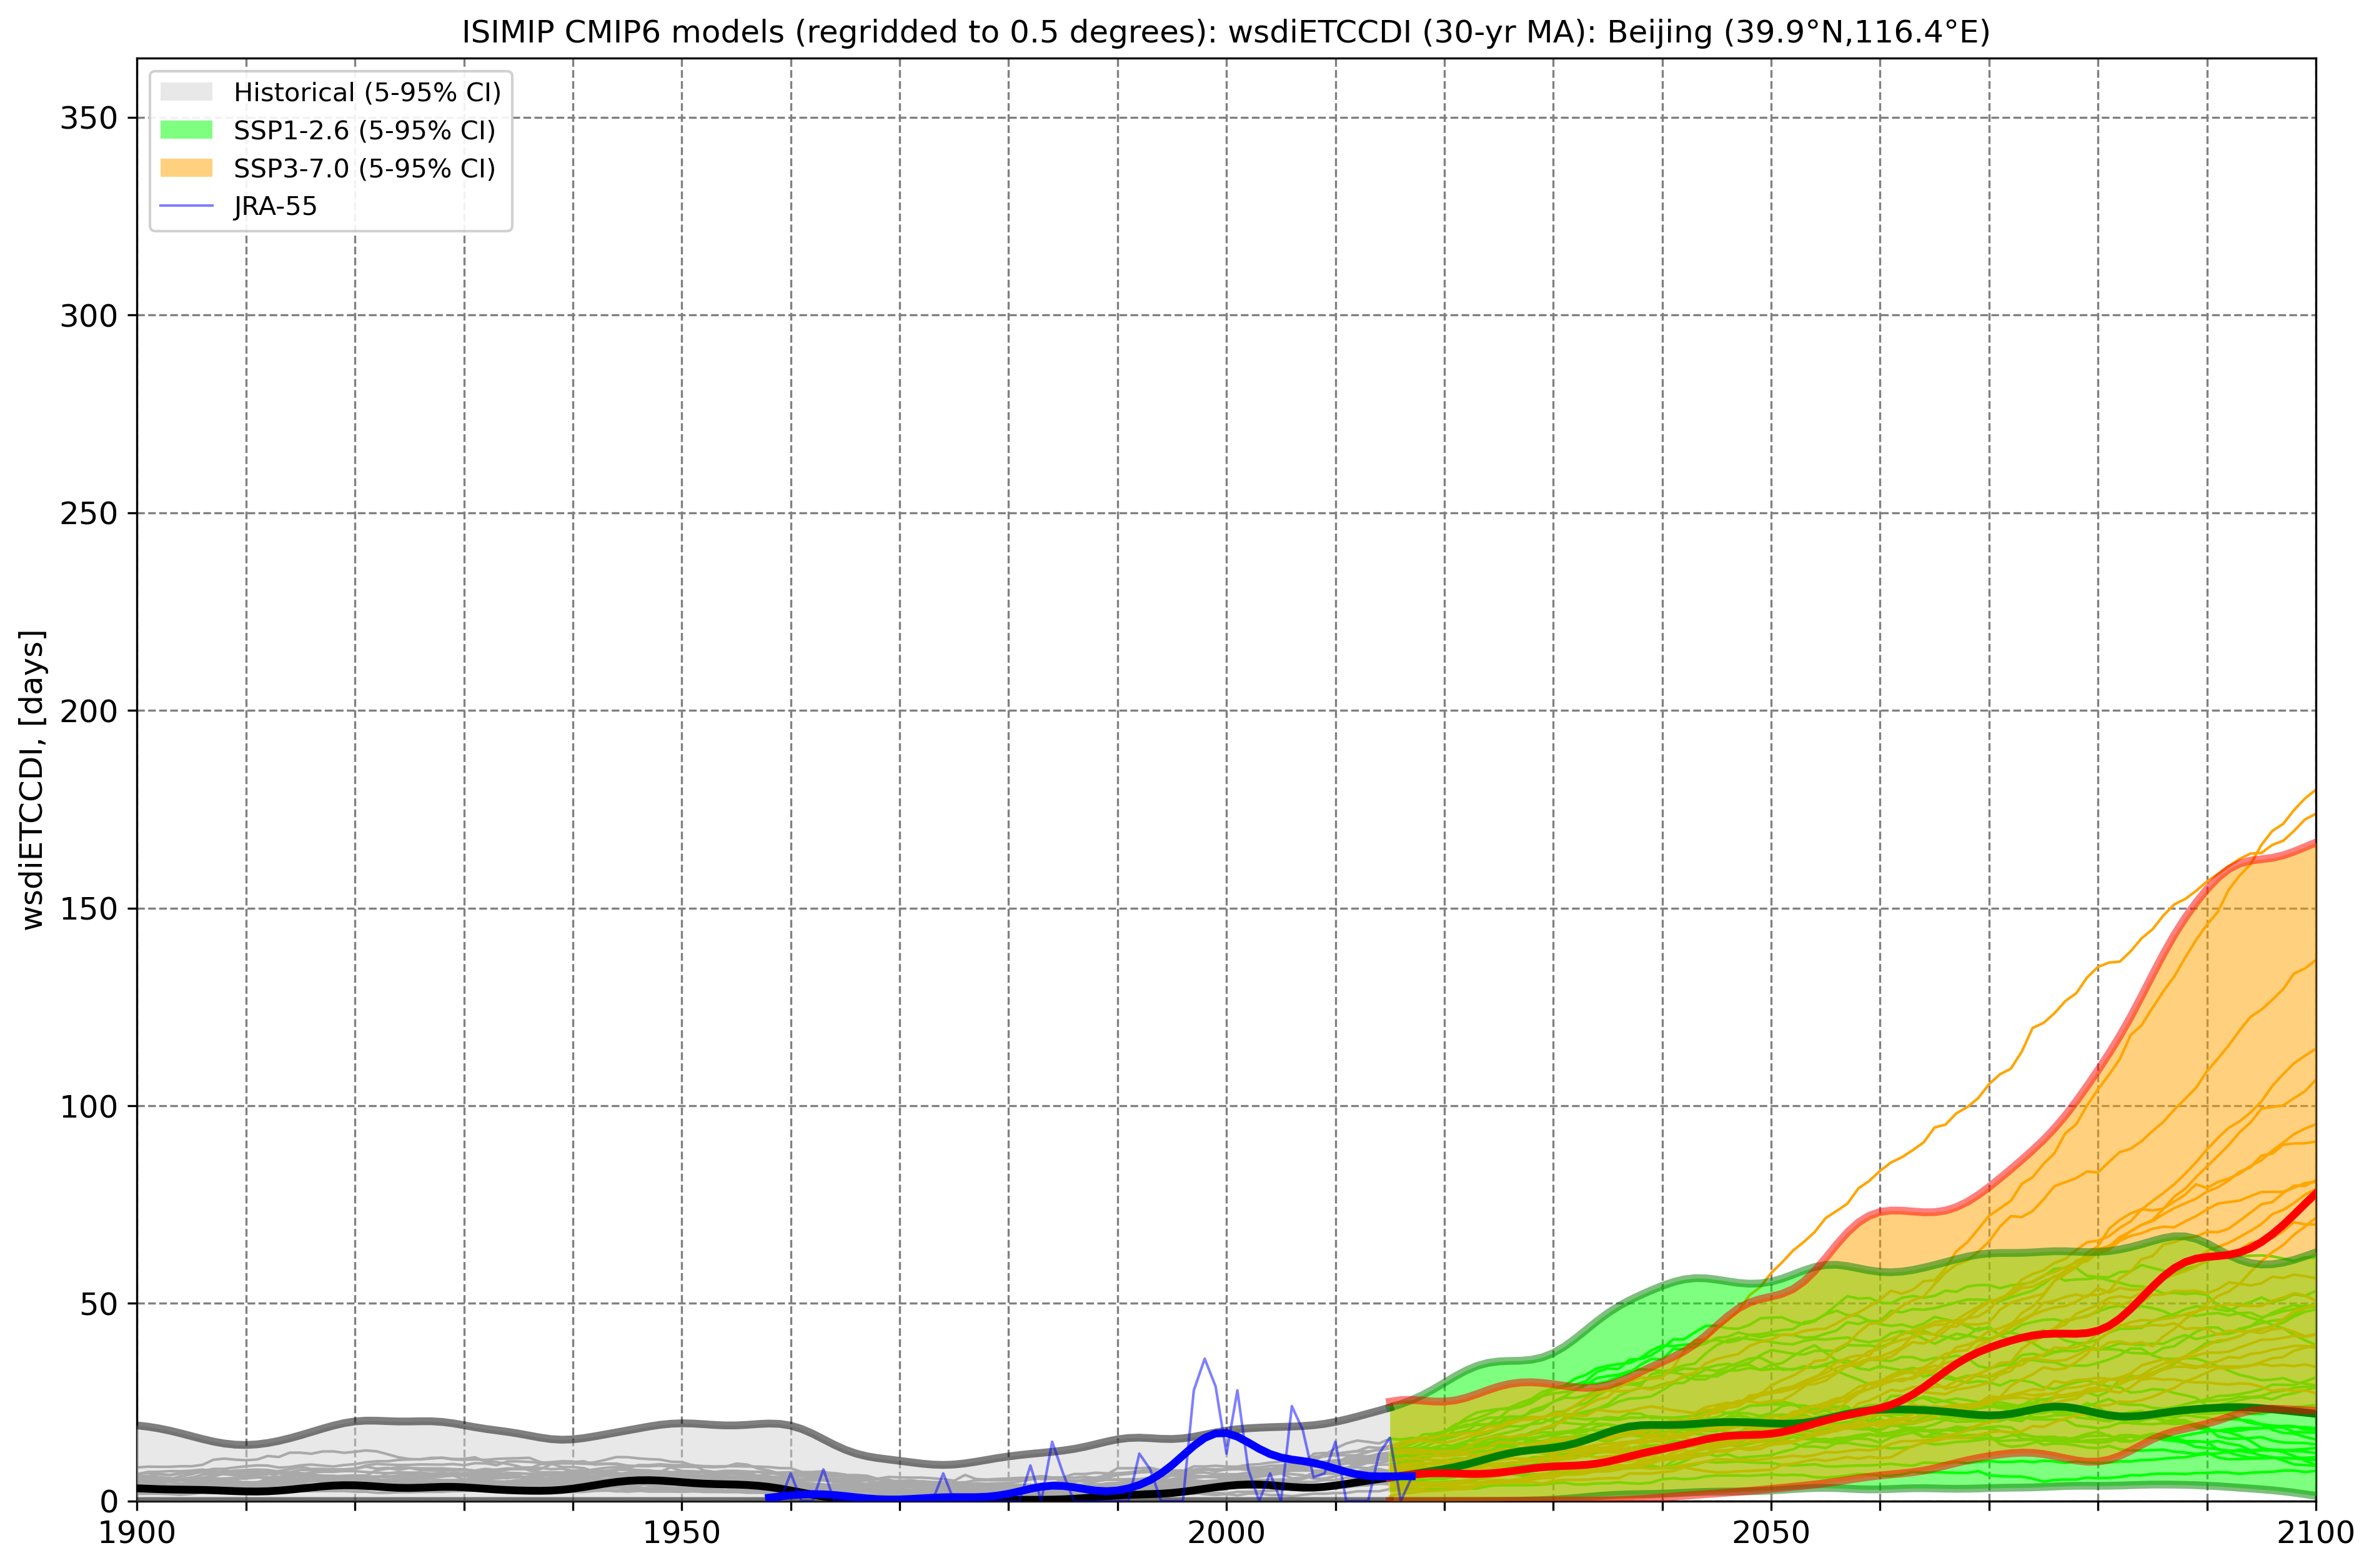 ISIMIP CMIP6 models (regridded to 0.5 degrees): wsdiETCCDI (30-yr MA): Beijing (39.9°N,116.4°E)
Historical (5-95% CI)
SSP1-2.6 (5-95% CI)
SSP3-7.0 (5-95% CI)
JRA-55
wsdiETCCDI, [days]
350
300
250
200
150
100
50
0
1900 1950 2000 2050 2100